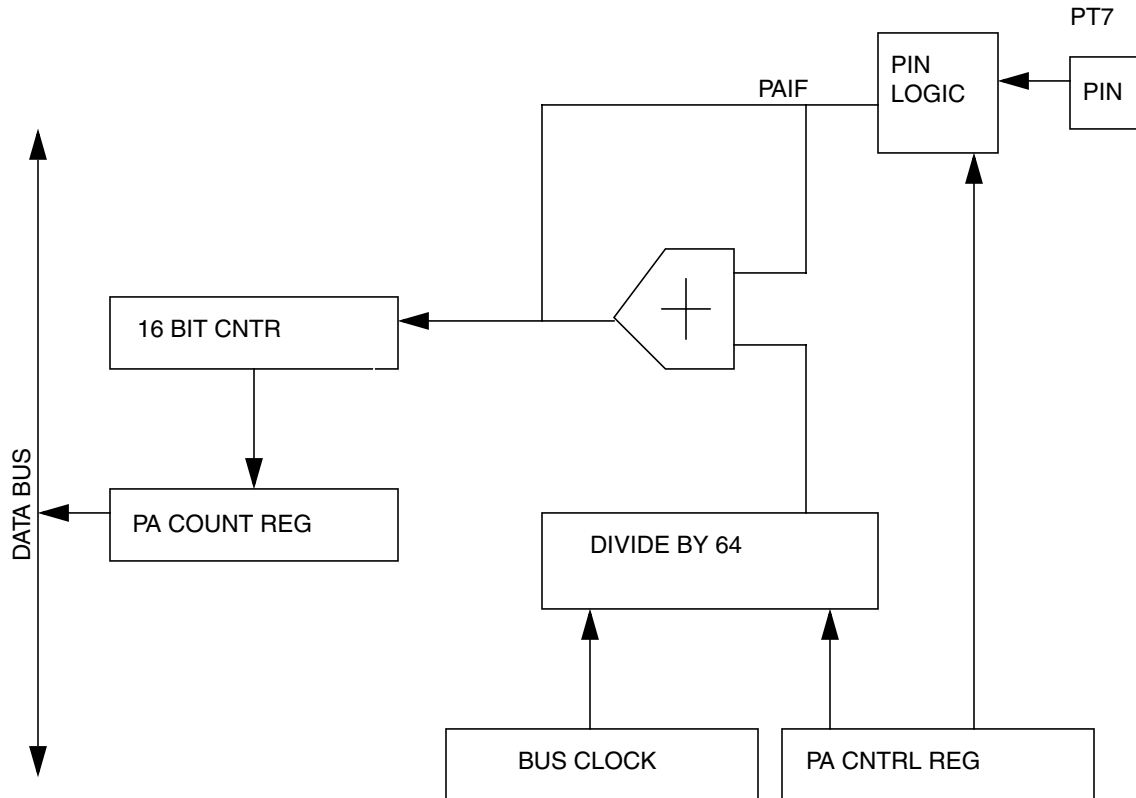 PT7
PIN
LOGIC
PIN
PAIF
16 BIT CNTR
DATA BUS
PA COUNT REG
DIVIDE BY 64
BUS CLOCK
PA CNTRL REG